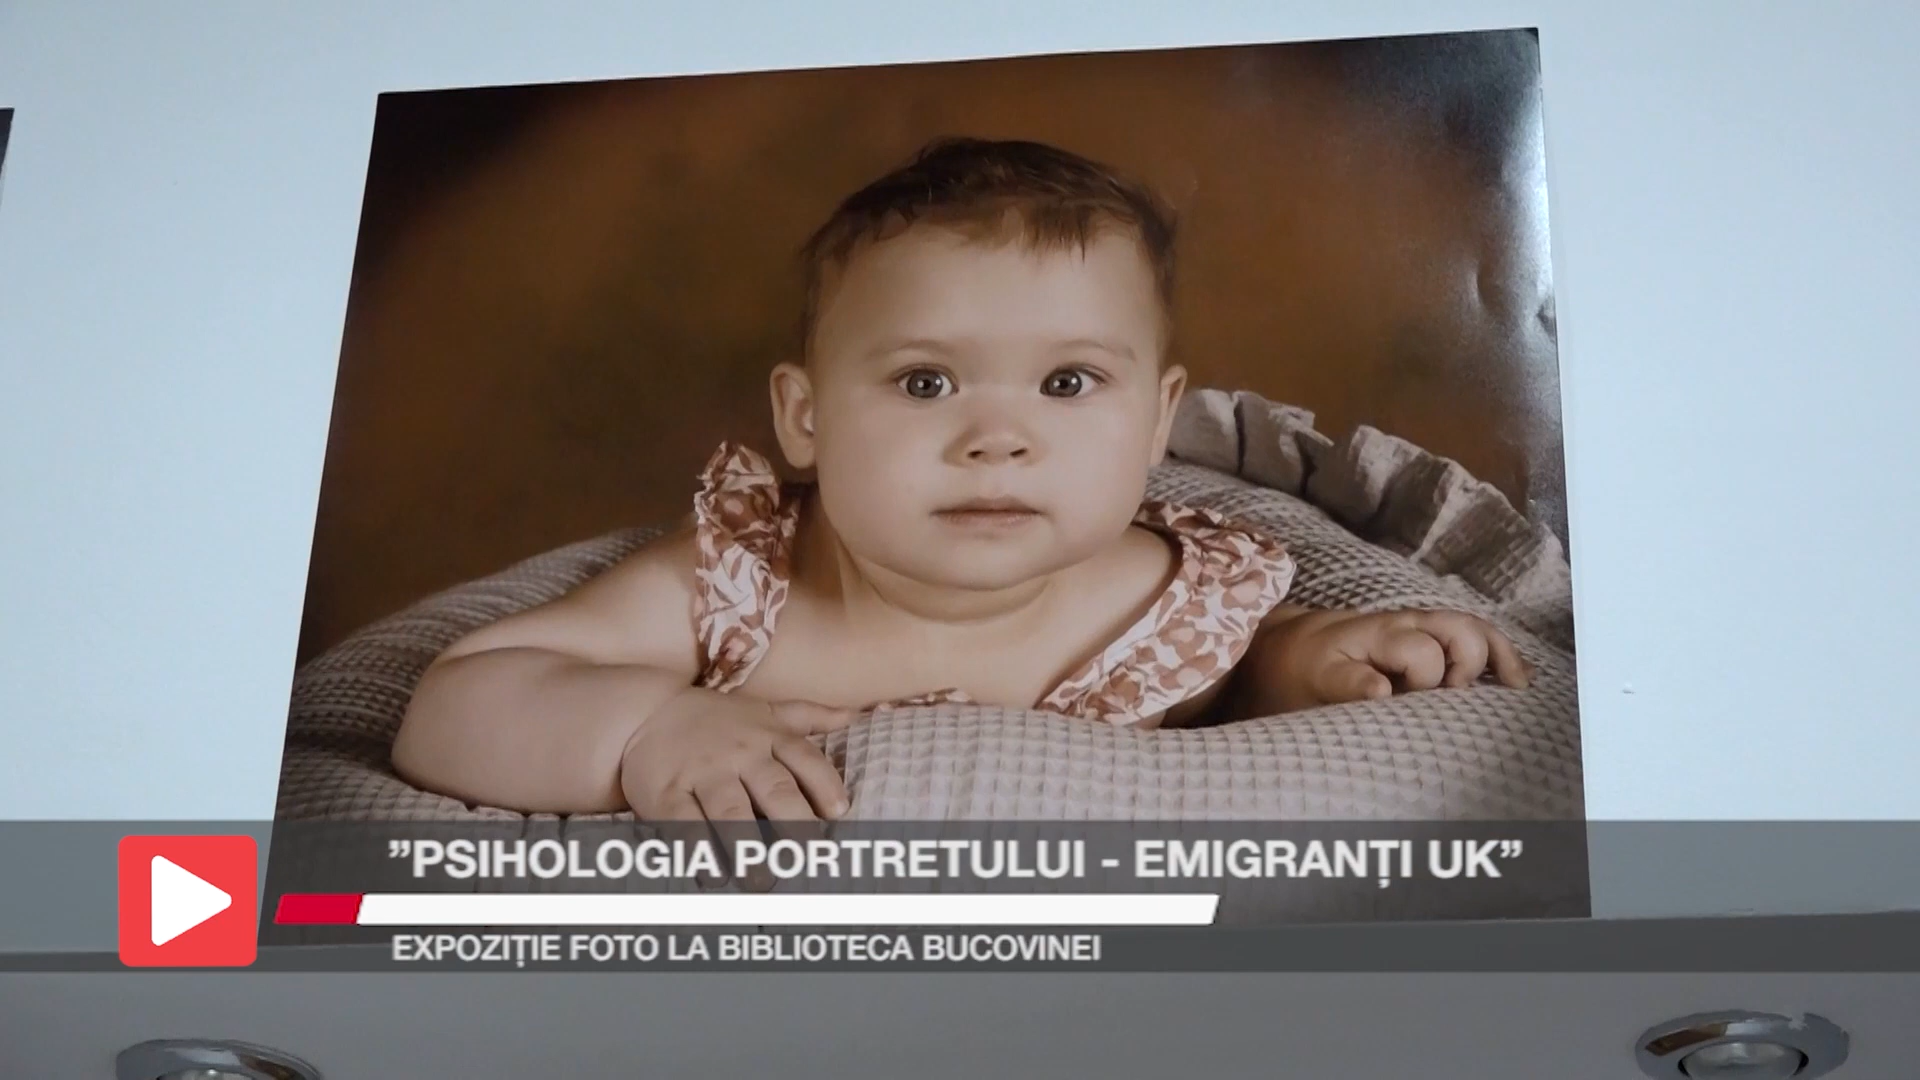 ”PSIHOLOGIA PORTRETULUI - EMIGRANȚI UK”
EXPOZIȚIE FOTO LA BIBLIOTECA BUCOVINEI